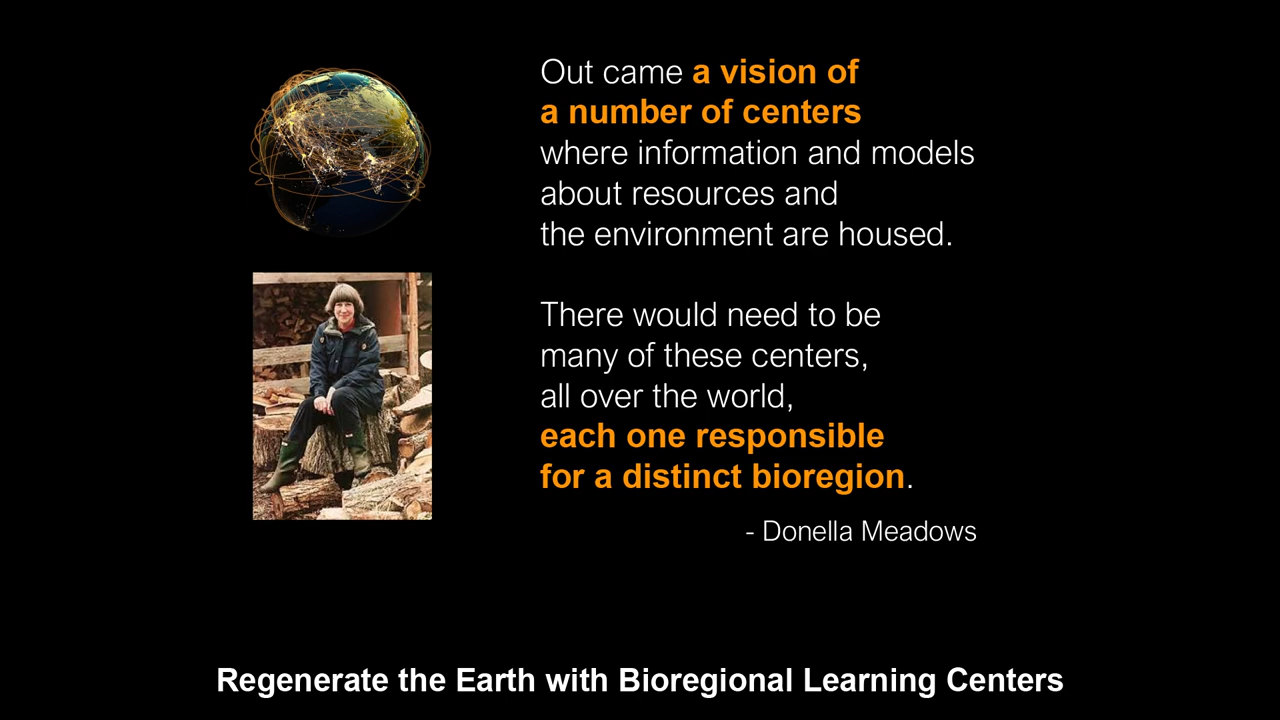 Out came a vision of
a number of centers
where information and models
about resources and
the environment are housed.
There would need to be
many of these centers,
all over the world,
each one responsible
for a distinct bioregion.
- Donella Meadows
Regenerate the Earth with Bioregional Learning Centers